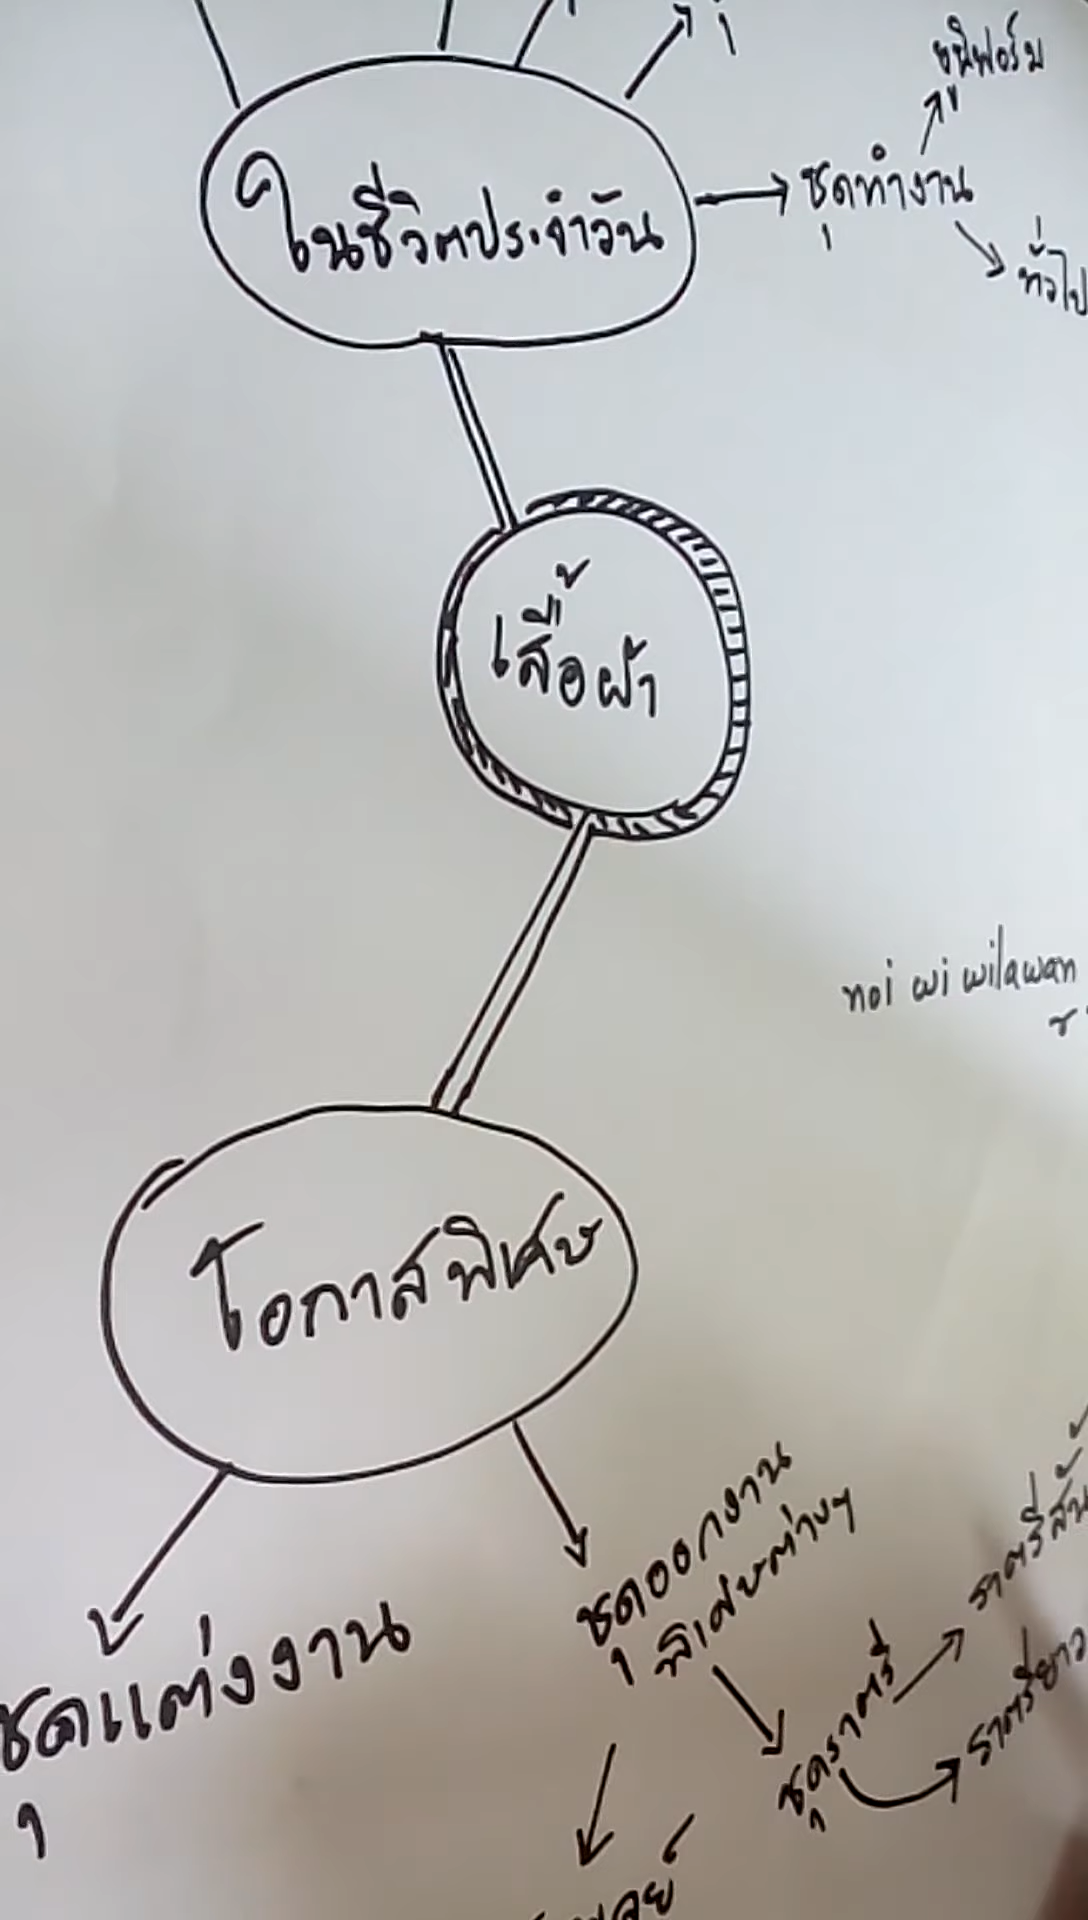 ยูนิฟอร์ม
ชุดทำงาน
ในชีวิตประจำวัน
ทั่วไป
เสื้อผ้า
noi wi wilawan
โอกาสพิเศษ
ชุดออกงาน
พิเศษต่างๆ
ชุดแต่งงาน
ชุดราตรี
ราตรีสั้น
ราตรียาว